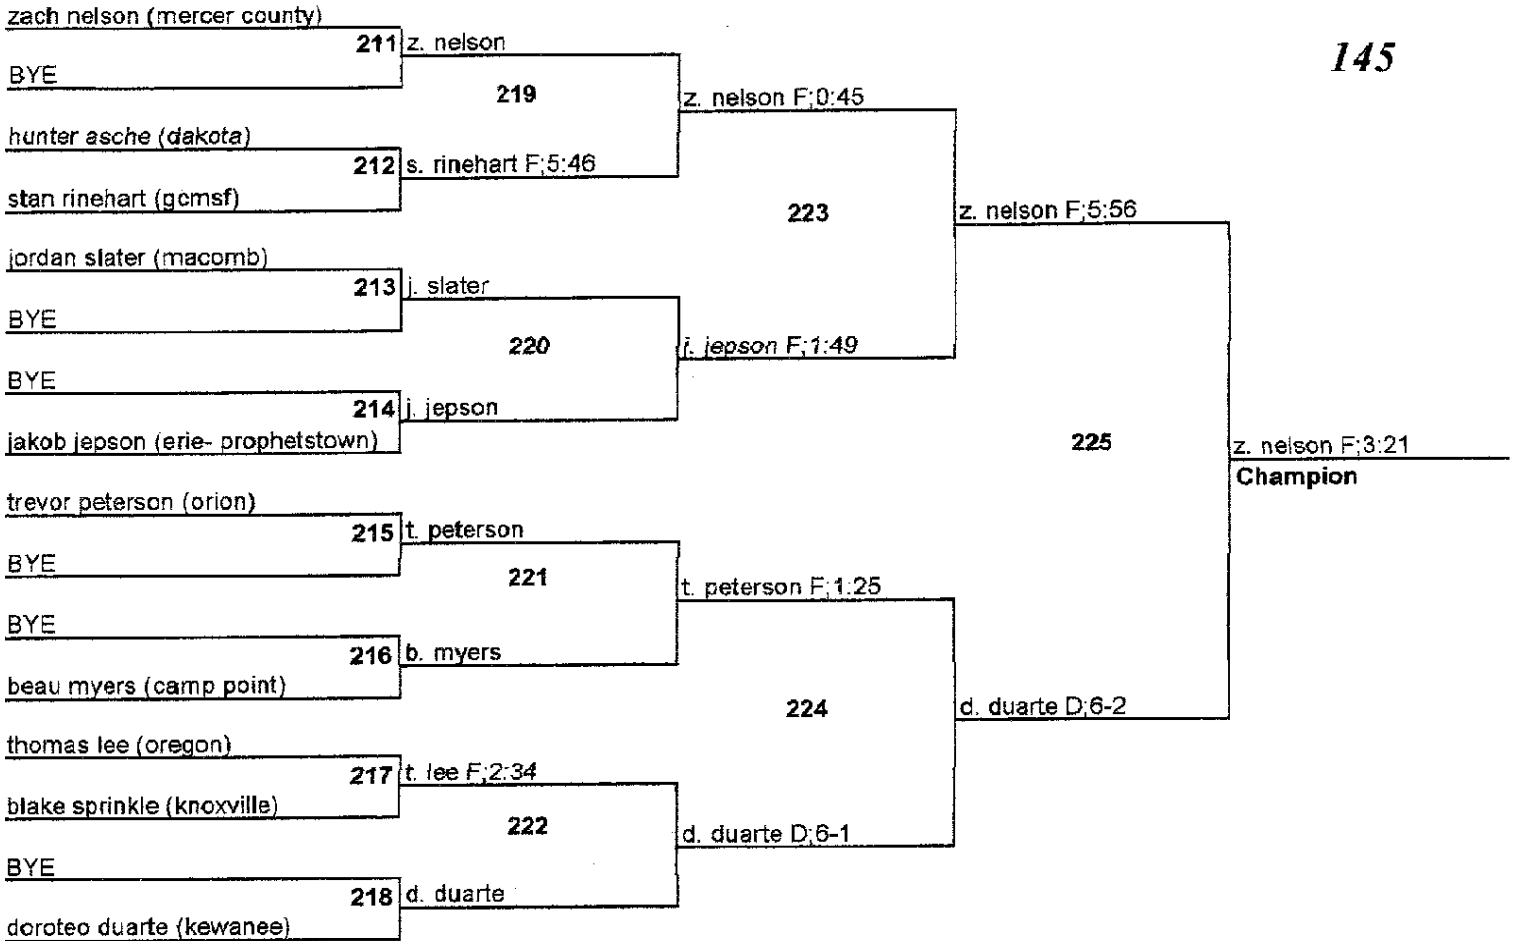 zach nelson (mercer county)
211 z. nelson
145
BYE
219
z. nelson F;0:45
hunter asche (dakota)
212 s. rinehart F;5:46
stan rinehart (gcmsf)
223
z. nelson F;5:56
jordan slater (macomb)
213 j. slater
BYE
220
j. jepson F;1:49
BYE
214 j. jepson
jakob jepson (erie- prophetstown)
225
z. nelson F;3:21
Champion
trevor peterson (orion)
215 t. peterson
BYE
221
t. peterson F;1:25
BYE
216 b. myers
beau myers (camp point)
224
d. duarte D;6-2
thomas lee (oregon)
217 t. lee F;2:34
blake sprinkle (knoxville)
222
d. duarte D;6-1
BYE
218 d. duarte
doroteo duarte (kewanee)